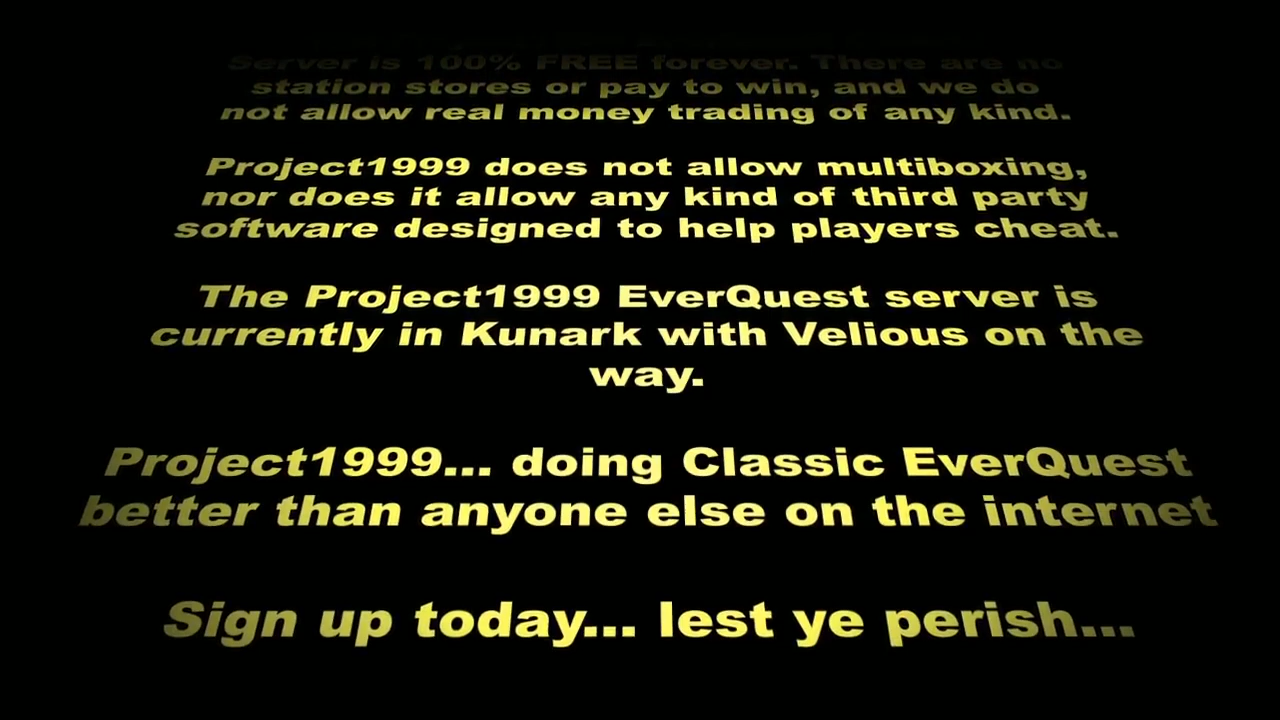 Server is 100% FREE forever. There are no
station stores or pay to win, and we do
not allow real money trading of any kind.
Project1999 does not allow multiboxing,
nor does it allow any kind of third party
software designed to help players cheat.
The Project1999 EverQuest server is
currently in Kunark with Velious on the
way.
Project1999... doing Classic EverQuest
better than anyone else on the internet
Sign up today... lest ye perish...